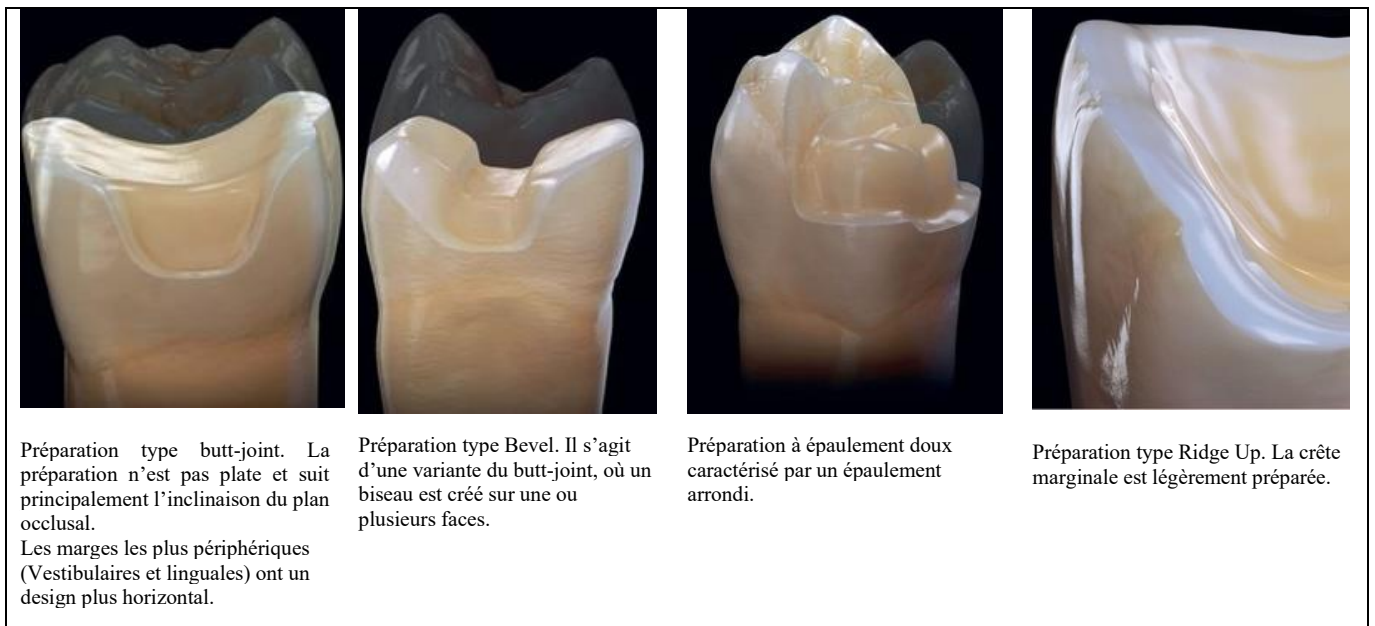 Préparation type butt-joint. La
préparation n’est pas plate et suit
principalement l’inclinaison du plan
occlusal.
Les marges les plus périphériques
(Vestibulaires et linguales) ont un
design plus horizontal.
Préparation type Bevel. Il s’agit
d’une variante du butt-joint, où un
biseau est créé sur une ou
plusieurs faces.
Préparation à épaulement doux
caractérisé par un épaulement
arrondi.
Préparation type Ridge Up. La crête
marginale est légèrement préparée.